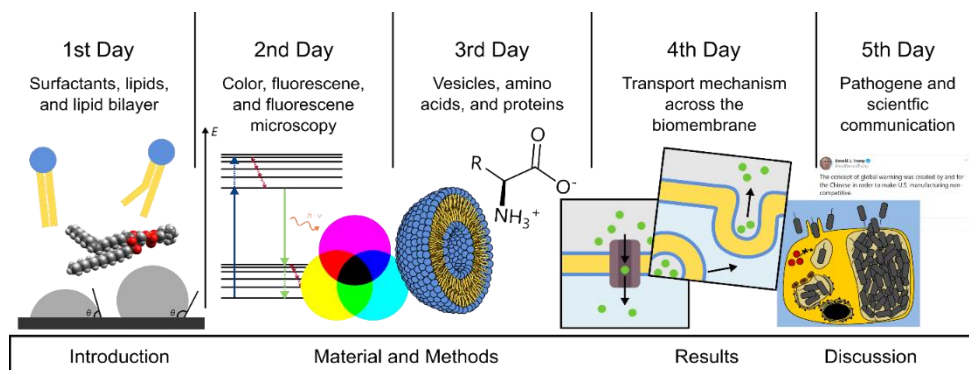 1st Day
Surfactants, lipids,
and lipid bilayer
2nd Day
Color, fluorescene,
and fluorescene
microscopy
3rd Day
Vesicles, amino
acids, and proteins
4th Day
Transport mechanism
across the
biomembrane
5th Day
Pathogene and
scientfic
communication
E
h·ν
θ
θ
R
O
O-
NH3+
Donald J. Trump
The concept of global warming was created by and for
the Chinese in order to make U.S. manufacturing non-
competitive.
Introduction
Material and Methods
Results
Discussion